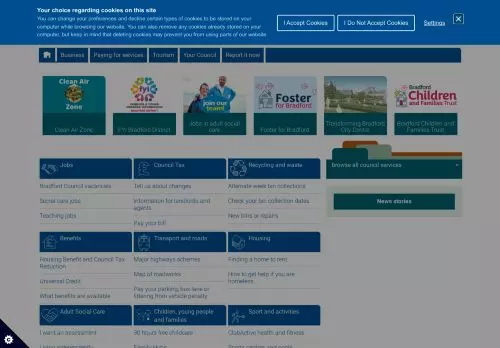 Your choice regarding cookies on this site
You can change your preferences and decline certain types of cookies to be stored on your
computer while browsing our website. You can also remove any cookies already stored on your
computer, but keep in mind that deleting cookies may prevent you from using parts of our website
I Accept Cookies
I Do Not Accept Cookies
Settings
Business
Paying for services
Tourism
Your Council
Report it now
Clean Air
Zone
fyi
join our
team!
Foster
for Bradford
Bradford
Children
and Families Trust
Clean Air Zone
FYI Bradford District
Jobs in adult social
care
Foster for Bradford
Transforming Bradford
City Centre
Bradford Children and
Families Trust
Jobs
Council Tax
Recycling and waste
Browse all council services
Bradford Council vacancies
Tell us about changes
Alternate week bin collections
Social care jobs
Information for landlords and
agents
Check your bin collection dates
Teaching jobs
Pay your bill
New bins or repairs
News stories
Benefits
Transport and roads
Housing
Housing Benefit and Council Tax
Reduction
Major highways schemes
Finding a home to rent
Universal Credit
Map of roadworks
How to get help if you are
homeless
What benefits are available
Pay your parking, bus lane or
littering from vehicle penalty
Adult Social Care
Children, young people
and families
Sport and activities
I want an assessment
30 hours free childcare